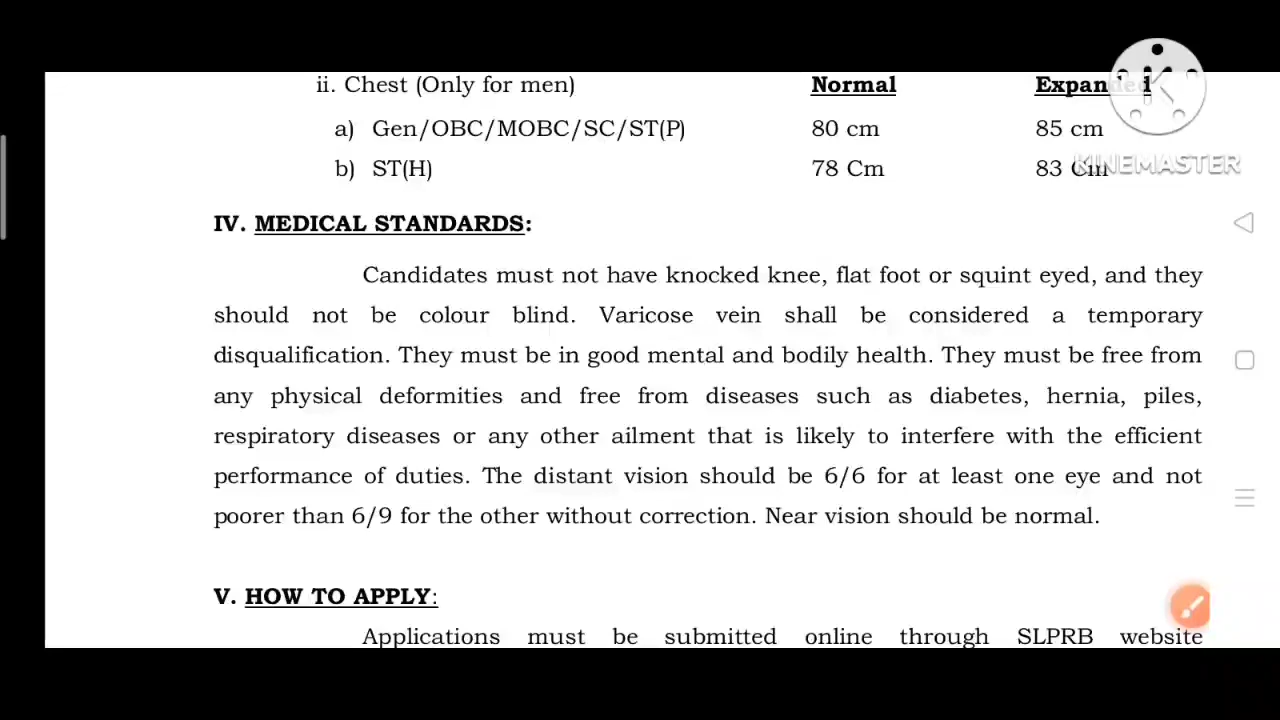 ii. Chest (Only for men) Normal Expanded
a) Gen/OBC/MOBC/SC/ST(P) 80 cm 85 cm
b) ST(H) 78 Cm 83 Cm
KINEMASTER
IV. MEDICAL STANDARDS:
Candidates must not have knocked knee, flat foot or squint eyed, and they
should not be colour blind. Varicose vein shall be considered a temporary
disqualification. They must be in good mental and bodily health. They must be free from
any physical deformities and free from diseases such as diabetes, hernia, piles,
respiratory diseases or any other ailment that is likely to interfere with the efficient
performance of duties. The distant vision should be 6/6 for at least one eye and not
poorer than 6/9 for the other without correction. Near vision should be normal.
V. HOW TO APPLY:
Applications must be submitted online through SLPRB website